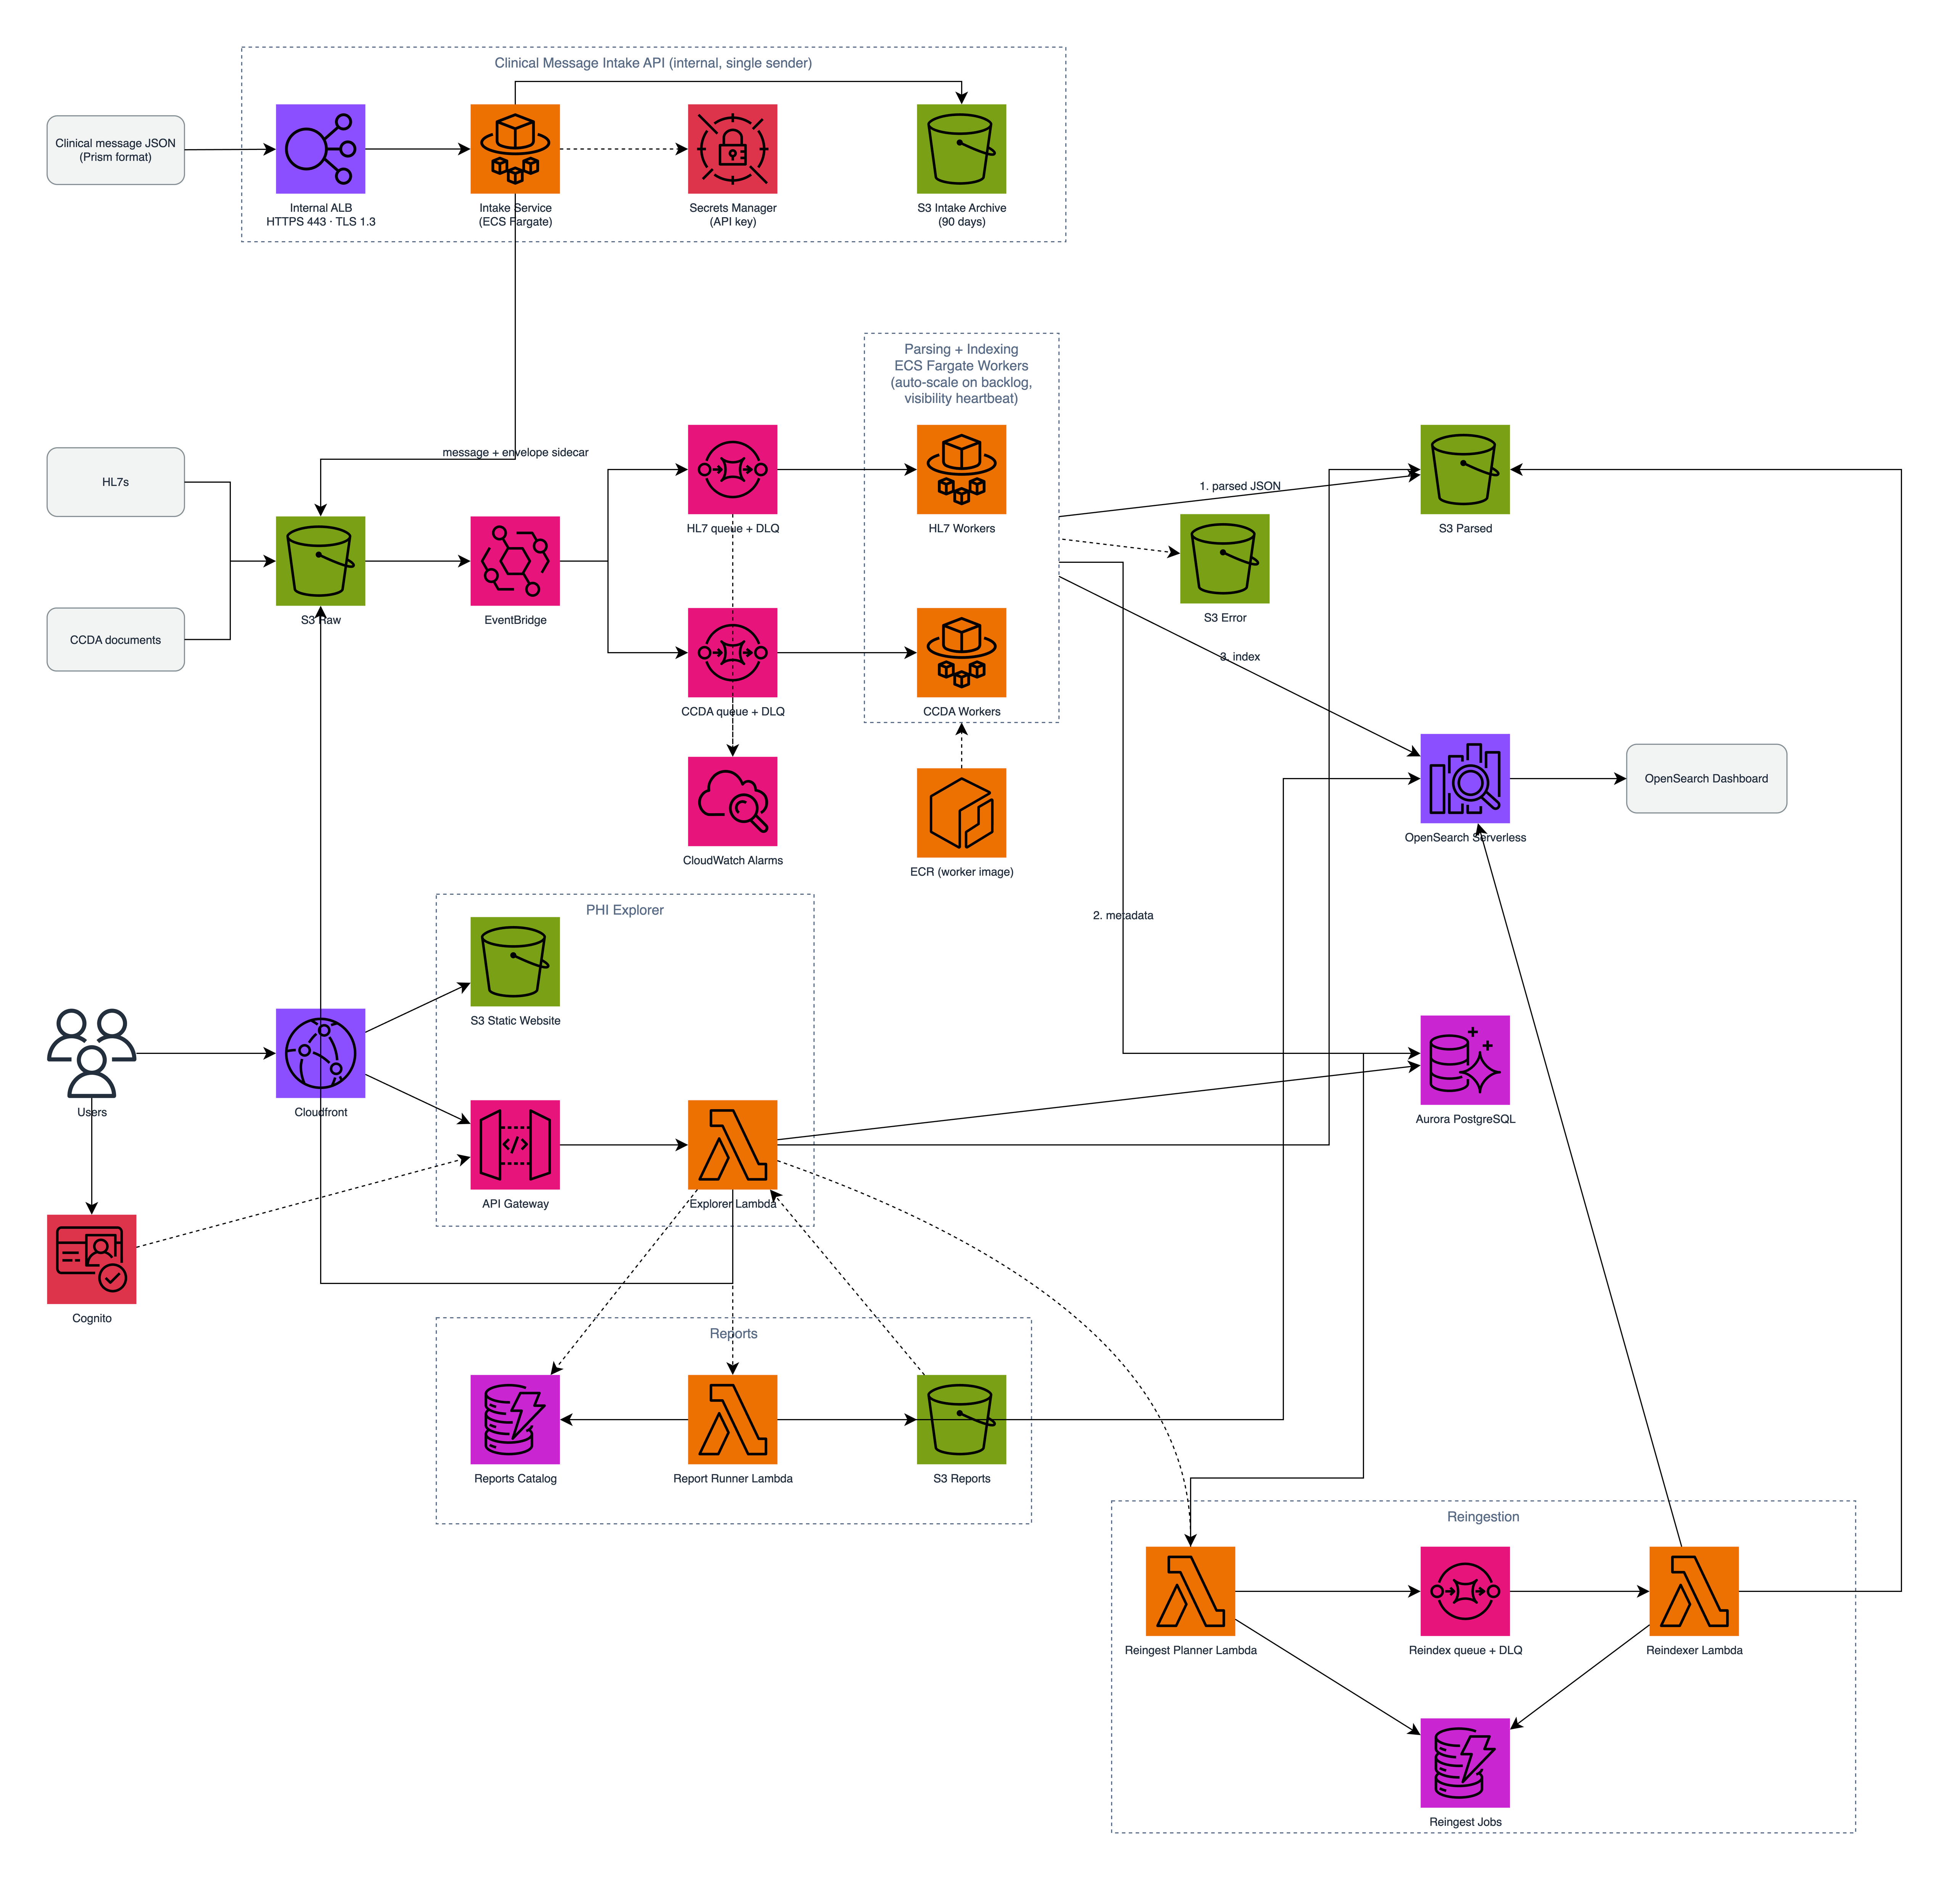 Clinical Message Intake API (internal, single sender)
Clinical message JSON
(Prism format)
Internal ALB
HTTPS 443 · TLS 1.3
Intake Service
(ECS Fargate)
Secrets Manager
(API key)
S3 Intake Archive
(90 days)
Parsing + Indexing
ECS Fargate Workers
(auto-scale on backlog,
visibility heartbeat)
message + envelope sidecar
HL7s
HL7 queue + DLQ
HL7 Workers
1. parsed JSON
S3 Parsed
S3 Raw
EventBridge
S3 Error
CCDA documents
3. index
CCDA queue + DLQ
CCDA Workers
OpenSearch Dashboard
OpenSearch Serverless
CloudWatch Alarms
ECR (worker image)
PHI Explorer
2. metadata
S3 Static Website
Users
Cloudfront
Aurora PostgreSQL
API Gateway
Explorer Lambda
Cognito
Reports
Reports Catalog
Report Runner Lambda
S3 Reports
Reingestion
Reingest Planner Lambda
Reindex queue + DLQ
Reindexer Lambda
Reingest Jobs